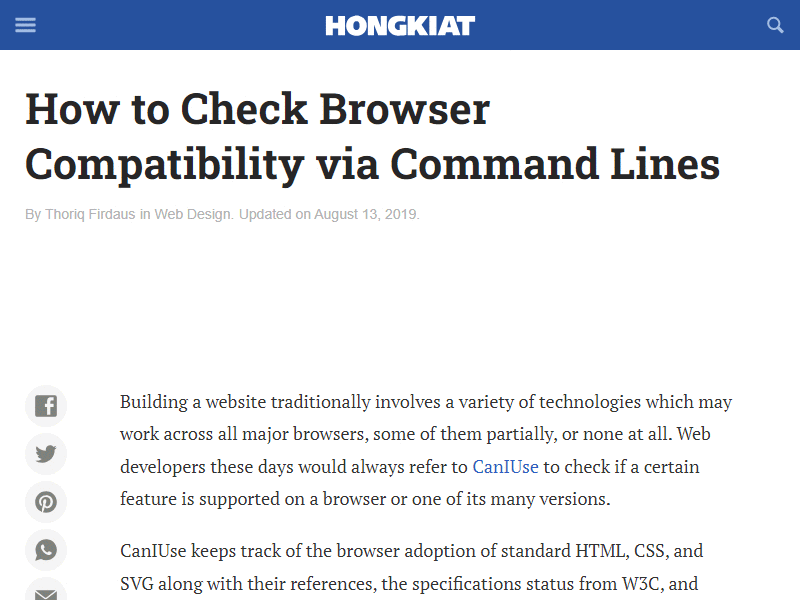 HONGKIAT
How to Check Browser
Compatibility via Command Lines
By Thoriq Firdaus in Web Design. Updated on August 13, 2019.
Building a website traditionally involves a variety of technologies which may
work across all major browsers, some of them partially, or none at all. Web
developers these days would always refer to CanIUse to check if a certain
feature is supported on a browser or one of its many versions.
CanIUse keeps track of the browser adoption of standard HTML, CSS, and
SVG along with their references, the specifications status from W3C, and